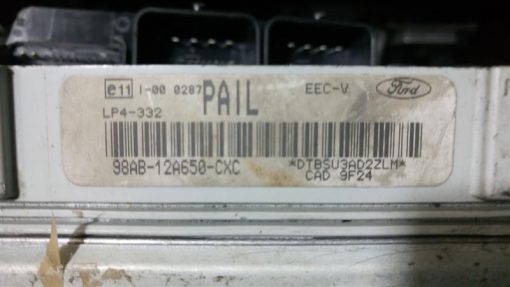 e11 I-00 0287 PAIL EEC-V Ford
LP4-332
98AB-12A650-CXC *DTBSU3AD2ZLM*
CAD 9F24